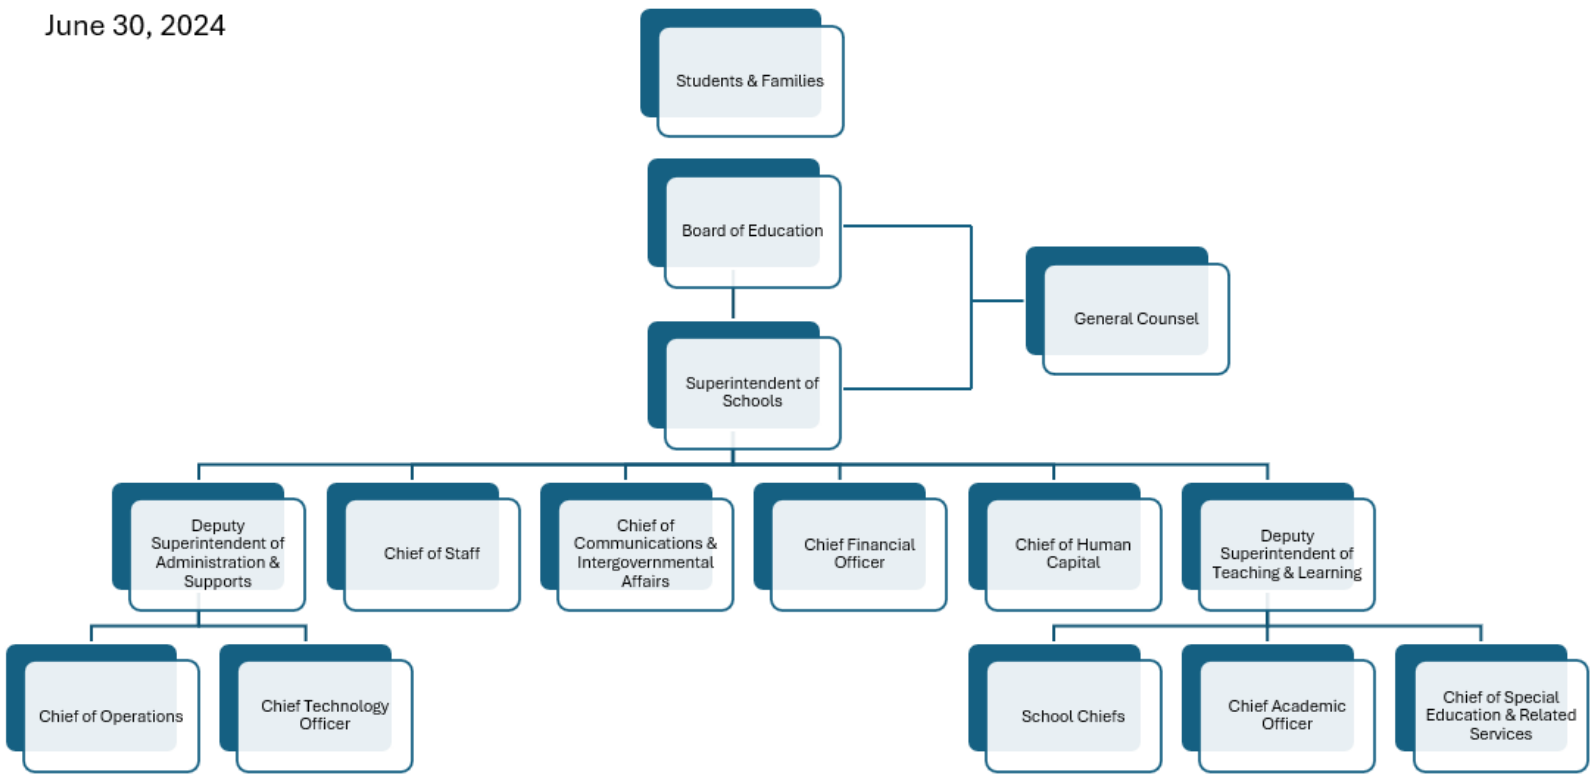 June 30, 2024
Students & Families
Board of Education
General Counsel
Superintendent of
Schools
Deputy
Superintendent of
Administration &
Supports
Chief of Staff
Chief of
Communications &
Intergovernmental
Affairs
Chief Financial
Officer
Chief of Human
Capital
Deputy
Superintendent of
Teaching & Learning
Chief of Operations
Chief Technology
Officer
School Chiefs
Chief Academic
Officer
Chief of Special
Education & Related
Services